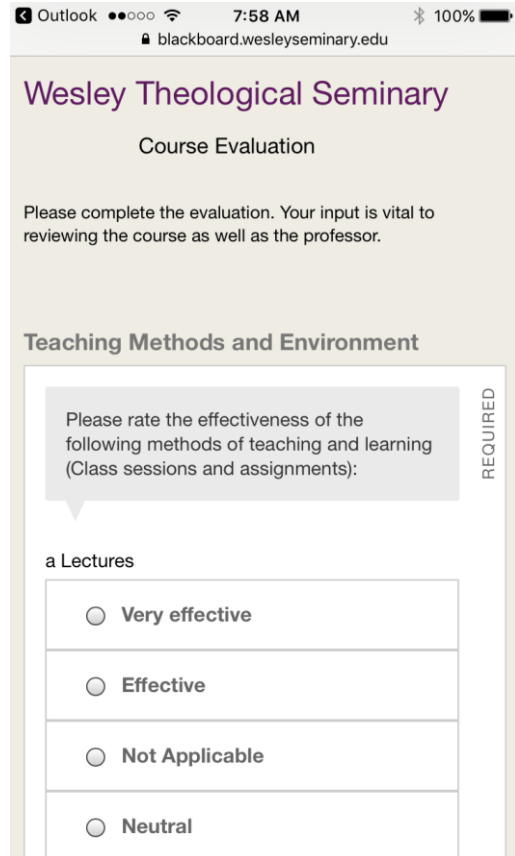 Outlook 7:58 AM 100%
blackboard.wesleyseminary.edu
Wesley Theological Seminary
Course Evaluation
Please complete the evaluation. Your input is vital to
reviewing the course as well as the professor.
Teaching Methods and Environment
REQUIRED
Please rate the effectiveness of the
following methods of teaching and learning
(Class sessions and assignments):
a Lectures
Very effective
Effective
Not Applicable
Neutral